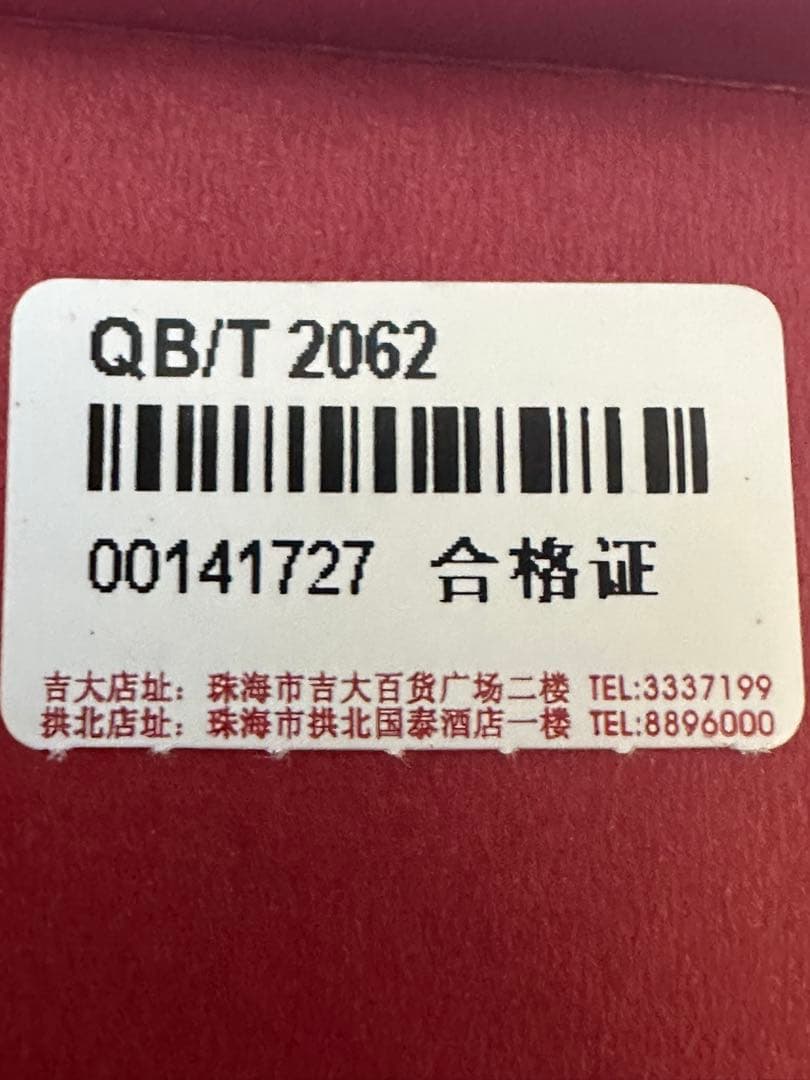 QB/T 2062
00141727 合格证
吉大店址：珠海市吉大百货广场二楼 TEL:3337199
拱北店址：珠海市拱北国泰酒店一楼 TEL:8896000